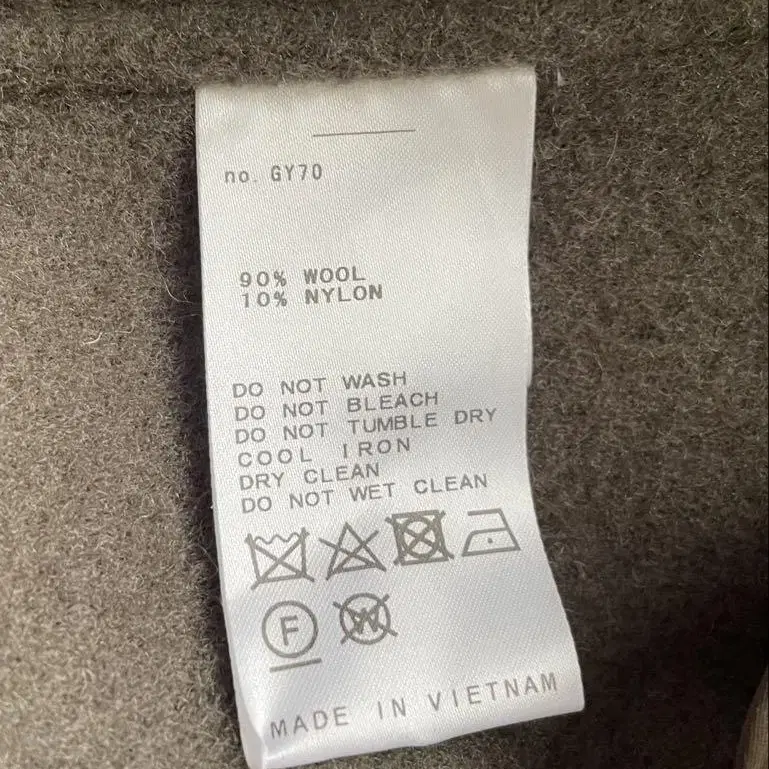 no. GY70
90% WOOL
10% NYLON
DO NOT WASH
DO NOT BLEACH
DO NOT TUMBLE DRY
COOL IRON
DRY CLEAN
DO NOT WET CLEAN
F W
MADE IN VIETNAM